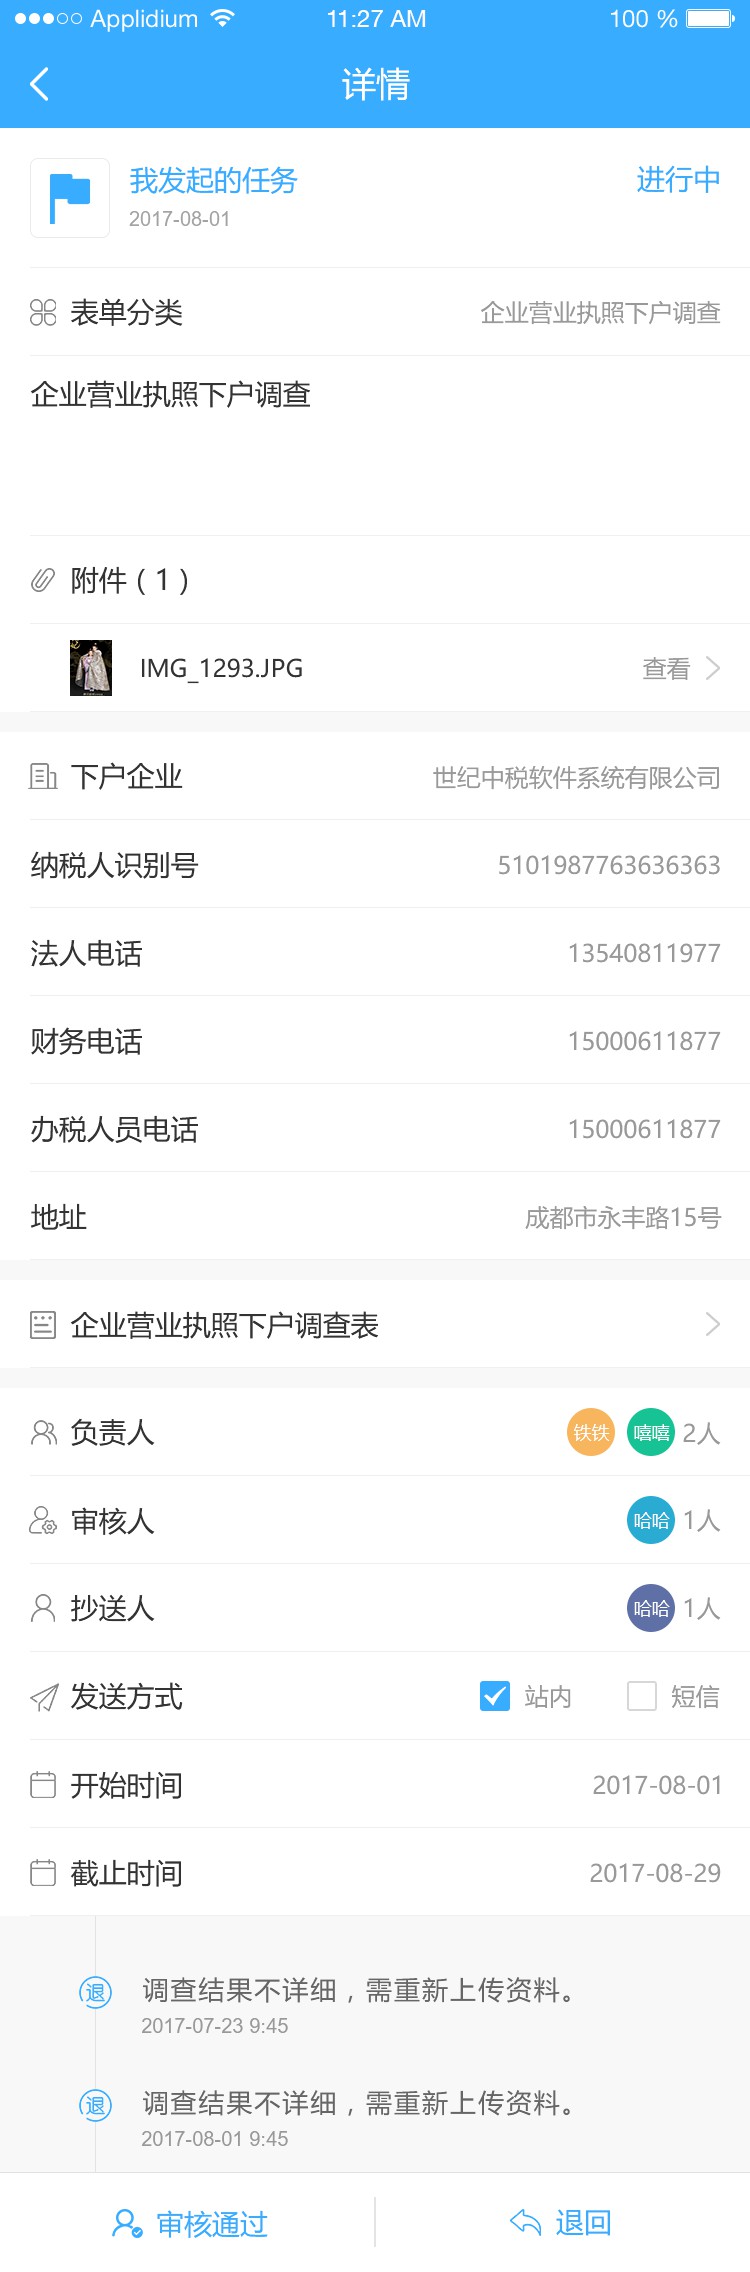 Applidium 11:27 AM 100 %
详情
我发起的任务 进行中
2017-08-01
表单分类 企业营业执照下户调查
企业营业执照下户调查
附件（1）
IMG_1293.JPG 查看
下户企业 世纪中税软件系统有限公司
纳税人识别号 5101987763636363
法人电话 13540811977
财务电话 15000611877
办税人员电话 15000611877
地址 成都市永丰路15号
企业营业执照下户调查表
负责人 铁铁 嘻嘻 2人
审核人 哈哈 1人
抄送人 哈哈 1人
发送方式 站内 短信
开始时间 2017-08-01
截止时间 2017-08-29
退 调查结果不详细，需重新上传资料。
2017-07-23 9:45
退 调查结果不详细，需重新上传资料。
2017-08-01 9:45
审核通过 退回